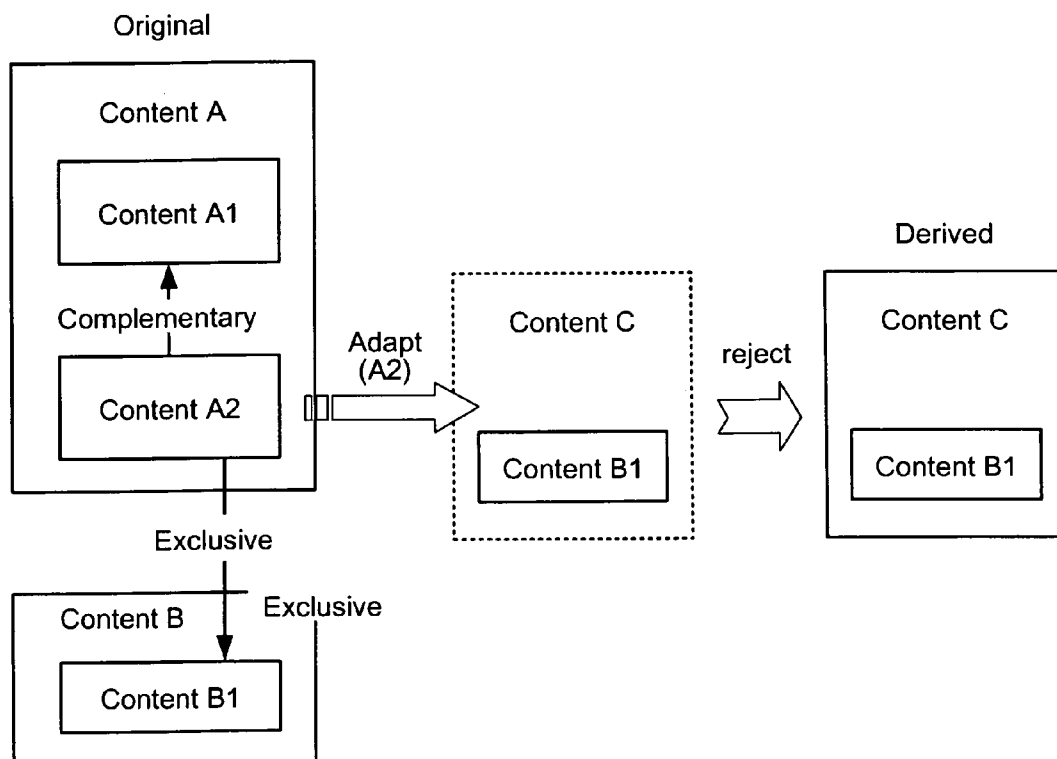 Original
Content A
Content A1
Complementary
Content A2
Exclusive
Exclusive
Content B
Content B1
Adapt
(A2)
Content C
Content B1
reject
Derived
Content C
Content B1